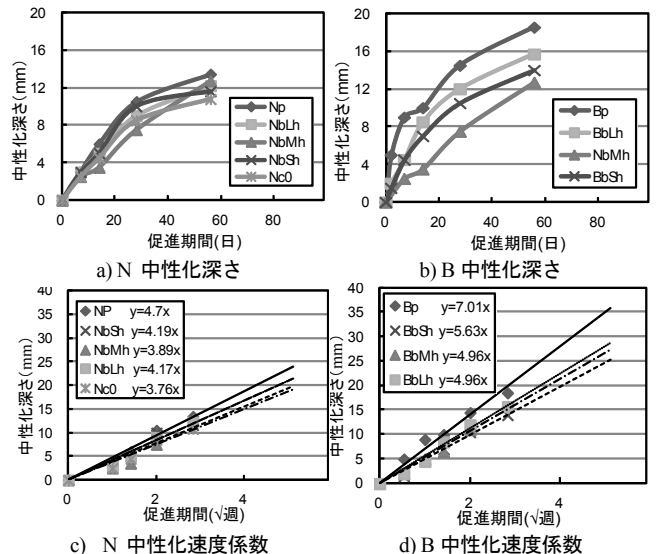 20
16
12
8
4
0
中性化深さ(mm)
Np
NbLh
NbMh
NbSh
Nc0
0 20 40 60 80
促進期間(日)
a) N 中性化深さ
20
16
12
8
4
0
中性化深さ(mm)
Bp
BbLh
NbMh
BbSh
0 20 40 60 80
促進期間(日)
b) B 中性化深さ
40
35
30
25
20
15
10
5
0
中性化深さ(mm)
NP y=4.7x
NbSh y=4.19x
NbMh y=3.89x
NbLh y=4.17x
Nc0 y=3.76x
0 2 4
促進期間(√週)
c) N 中性化速度係数
40
35
30
25
20
15
10
5
0
中性化深さ(mm)
Bp y=7.01x
BbSh y=5.63x
BbMh y=4.96x
BbLh y=4.96x
0 2 4
促進期間(√週)
d) B 中性化速度係数